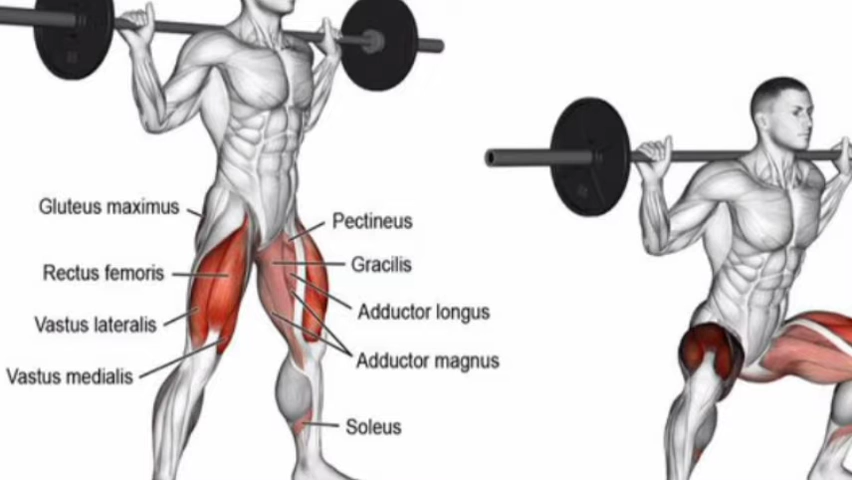 Gluteus maximus
Rectus femoris
Vastus lateralis
Vastus medialis
Pectineus
Gracilis
Adductor longus
Adductor magnus
Soleus